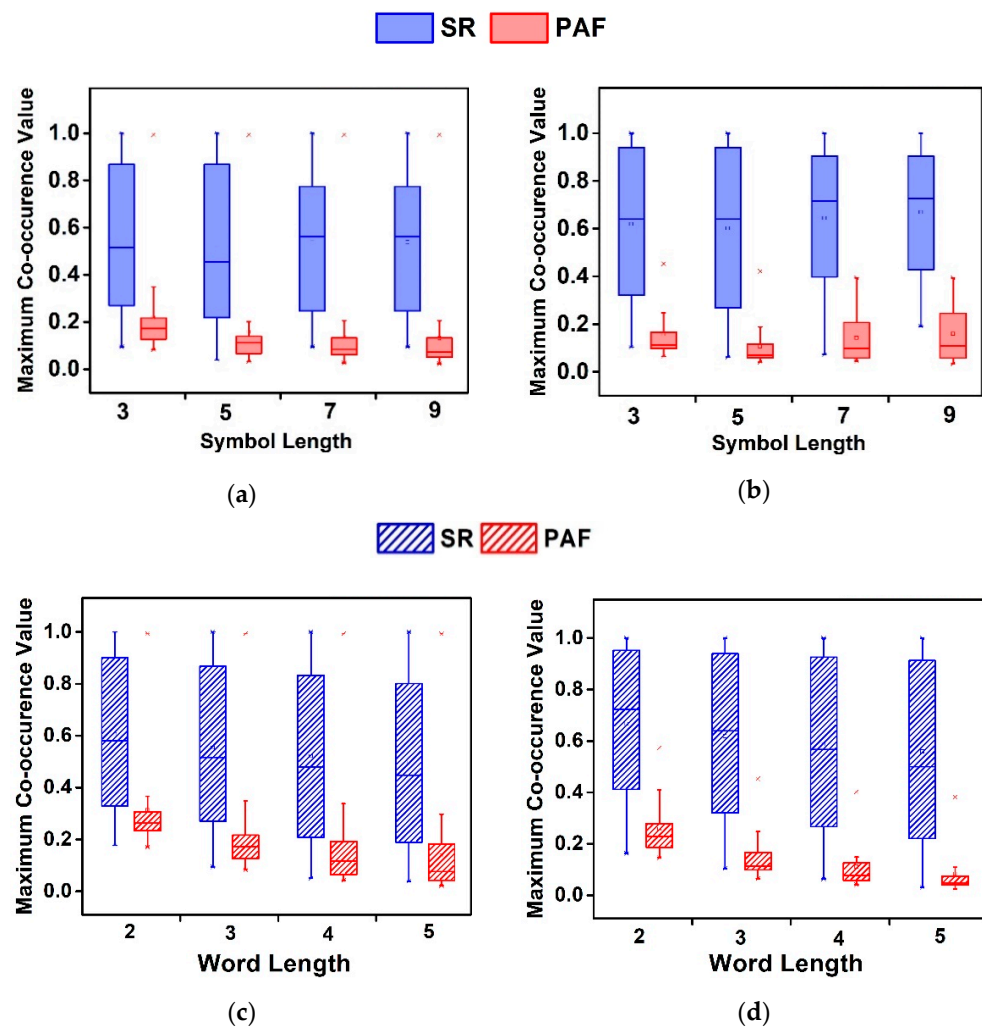 SR PAF
Maximum Co-occurence Value
1.0
0.8
0.6
0.4
0.2
0.0
3 5 7 9
Symbol Length
(a)
Maximum Co-occurence Value
1.0
0.8
0.6
0.4
0.2
0.0
3 5 7 9
Symbol Length
(b)
SR PAF
Maximum Co-occurence Value
1.0
0.8
0.6
0.4
0.2
0.0
2 3 4 5
Word Length
(c)
Maximum Co-occurence Value
1.0
0.8
0.6
0.4
0.2
0.0
2 3 4 5
Word Length
(d)